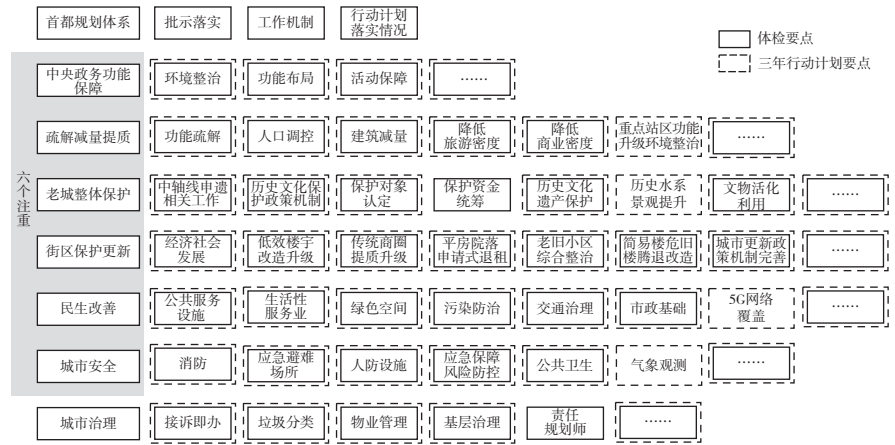 首都规划体系
批示落实
工作机制
行动计划
落实情况
体检要点
三年行动计划要点
六个注重
中央政务功能
保障
环境整治
功能布局
活动保障
……
疏解减量提质
功能疏解
人口调控
建筑减量
降低
旅游密度
降低
商业密度
重点站区功能
升级环境整治
……
老城整体保护
中轴线申遗
相关工作
历史文化保
护政策机制
保护对象
认定
保护资金
统筹
历史文化
遗产保护
历史水系
景观提升
文物活化
利用
……
街区保护更新
经济社会
发展
低效楼宇
改造升级
传统商圈
提质升级
平房院落
申请式退租
老旧小区
综合整治
简易楼危旧
楼腾退改造
城市更新政
策机制完善
……
民生改善
公共服务
设施
生活性
服务业
绿色空间
污染防治
交通治理
市政基础
5G网络
覆盖
……
城市安全
消防
应急避难
场所
人防设施
应急保障
风险防控
公共卫生
气象观测
……
城市治理
接诉即办
垃圾分类
物业管理
基层治理
责任
规划师
……